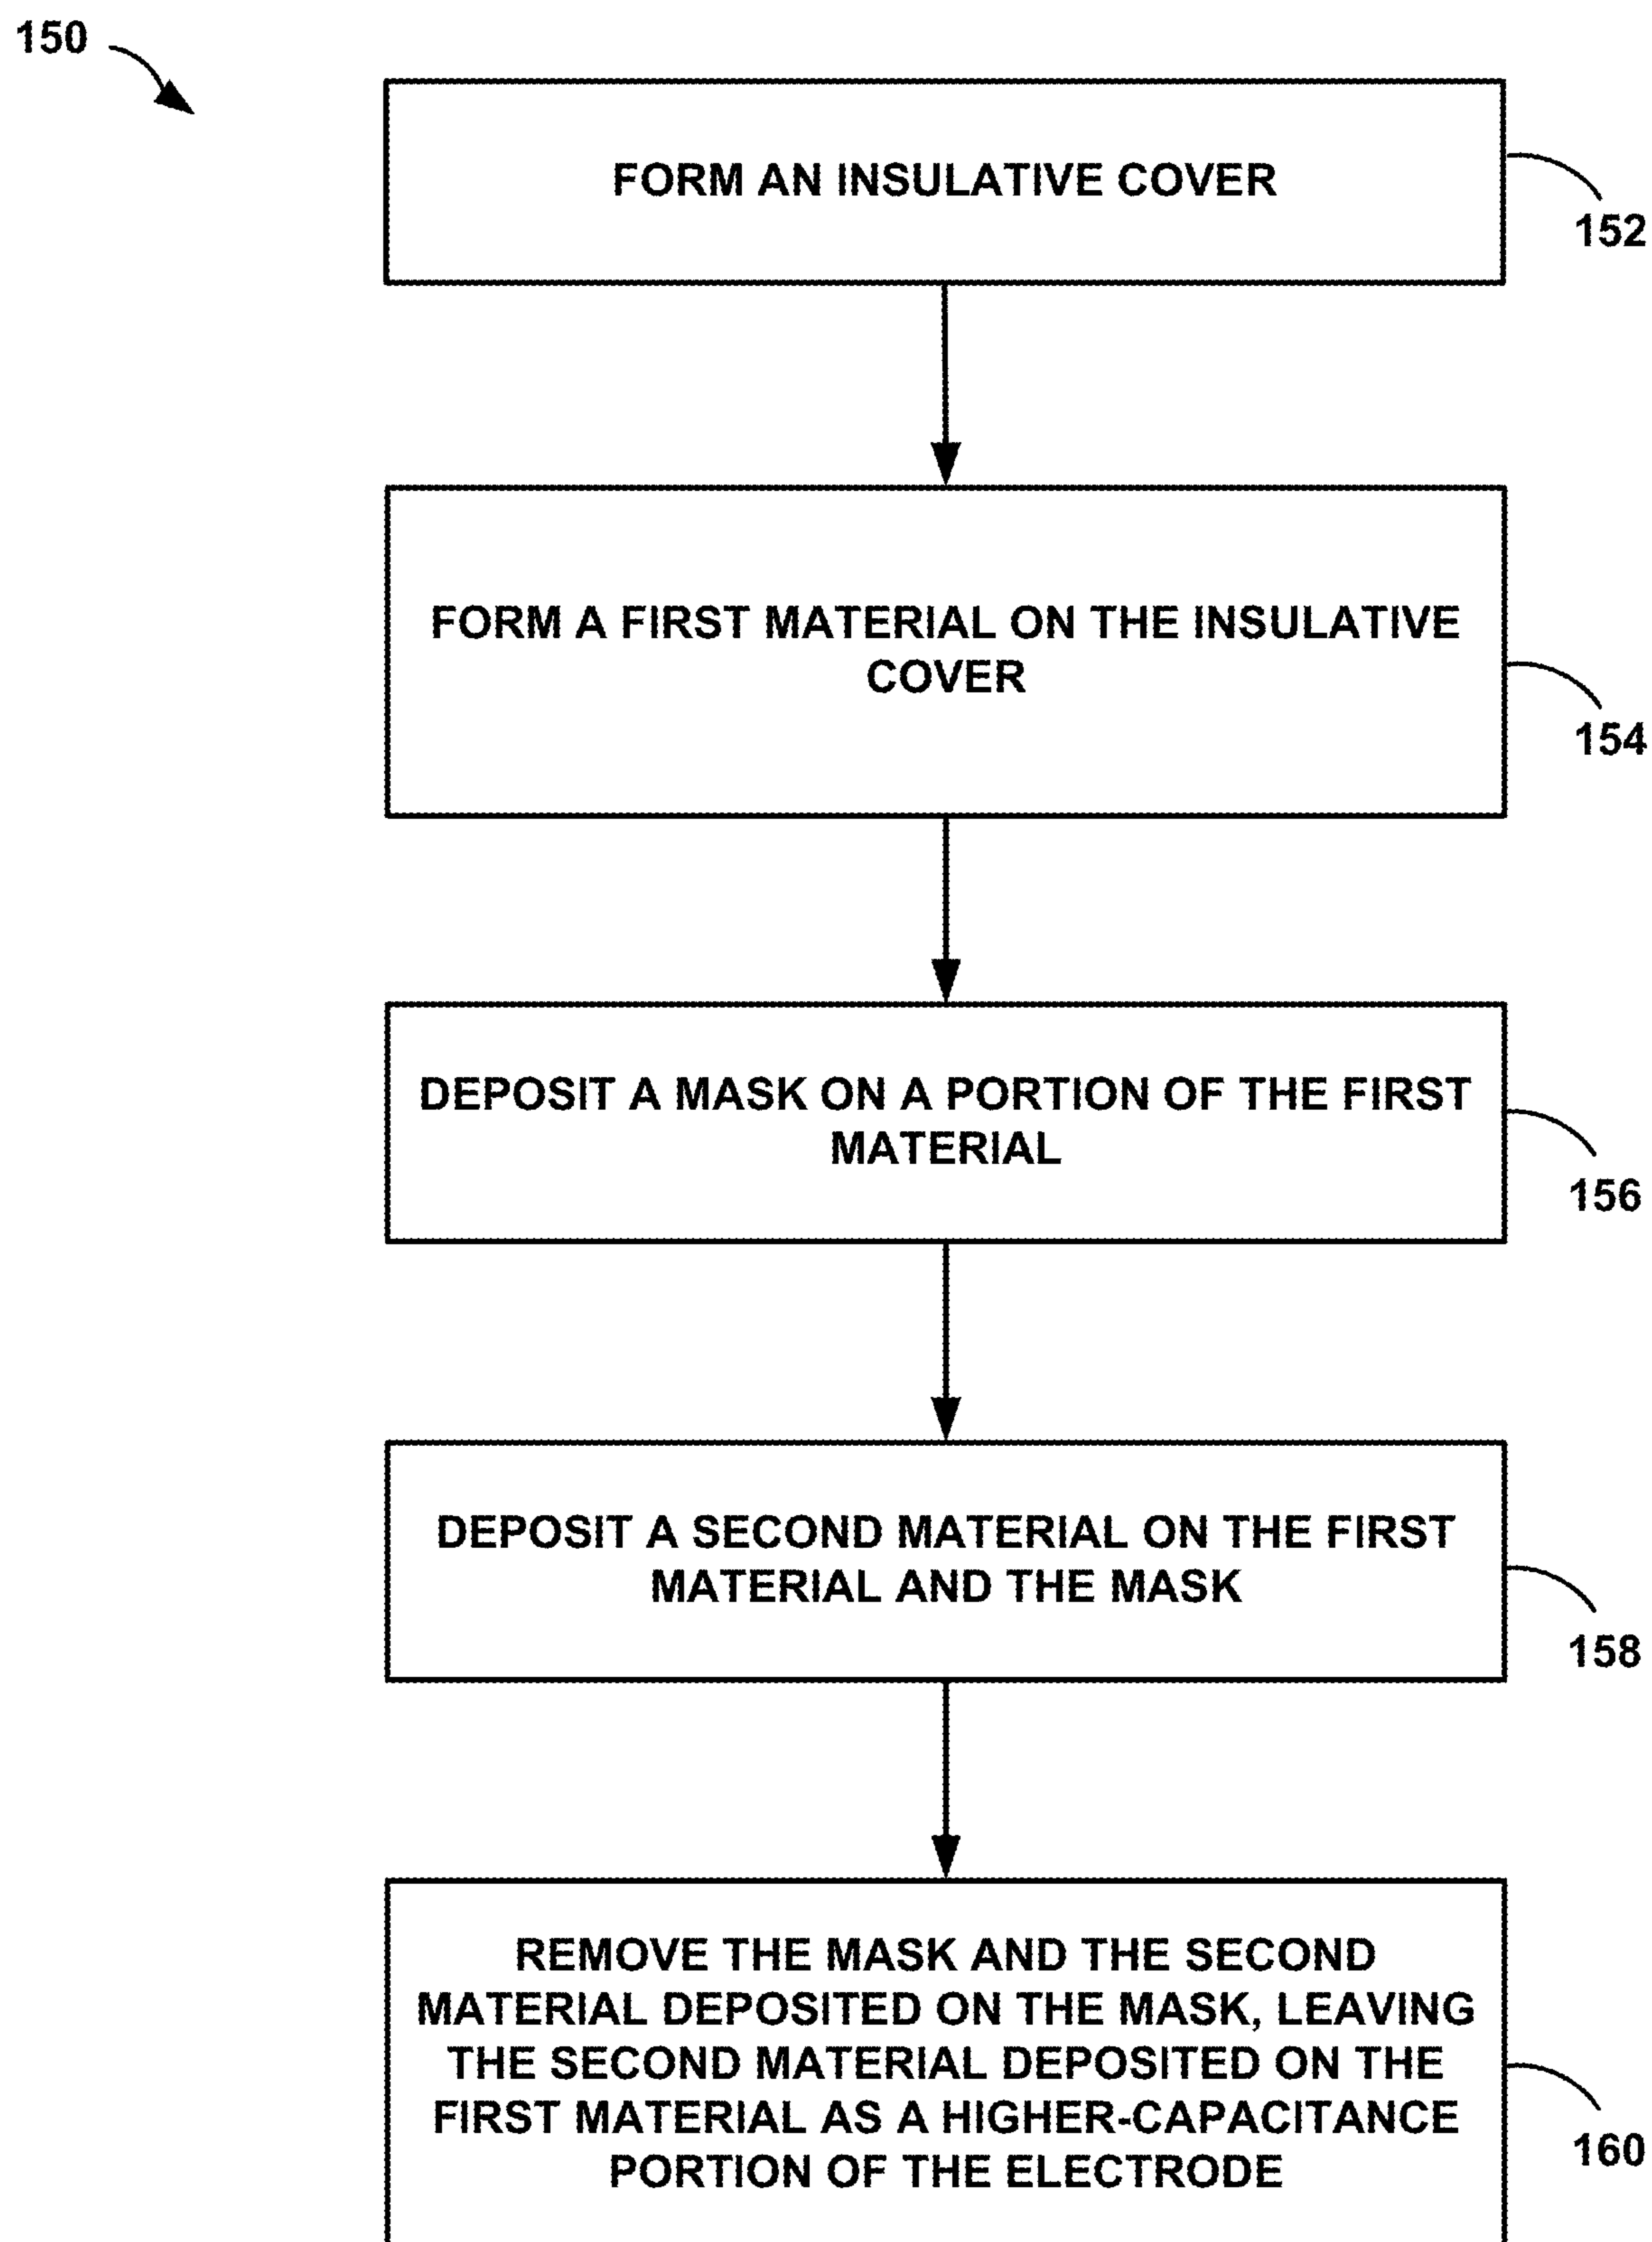 150
FORM AN INSULATIVE COVER
152
FORM A FIRST MATERIAL ON THE INSULATIVE
COVER
154
DEPOSIT A MASK ON A PORTION OF THE FIRST
MATERIAL
156
DEPOSIT A SECOND MATERIAL ON THE FIRST
MATERIAL AND THE MASK
158
REMOVE THE MASK AND THE SECOND
MATERIAL DEPOSITED ON THE MASK, LEAVING
THE SECOND MATERIAL DEPOSITED ON THE
FIRST MATERIAL AS A HIGHER-CAPACITANCE
PORTION OF THE ELECTRODE
160